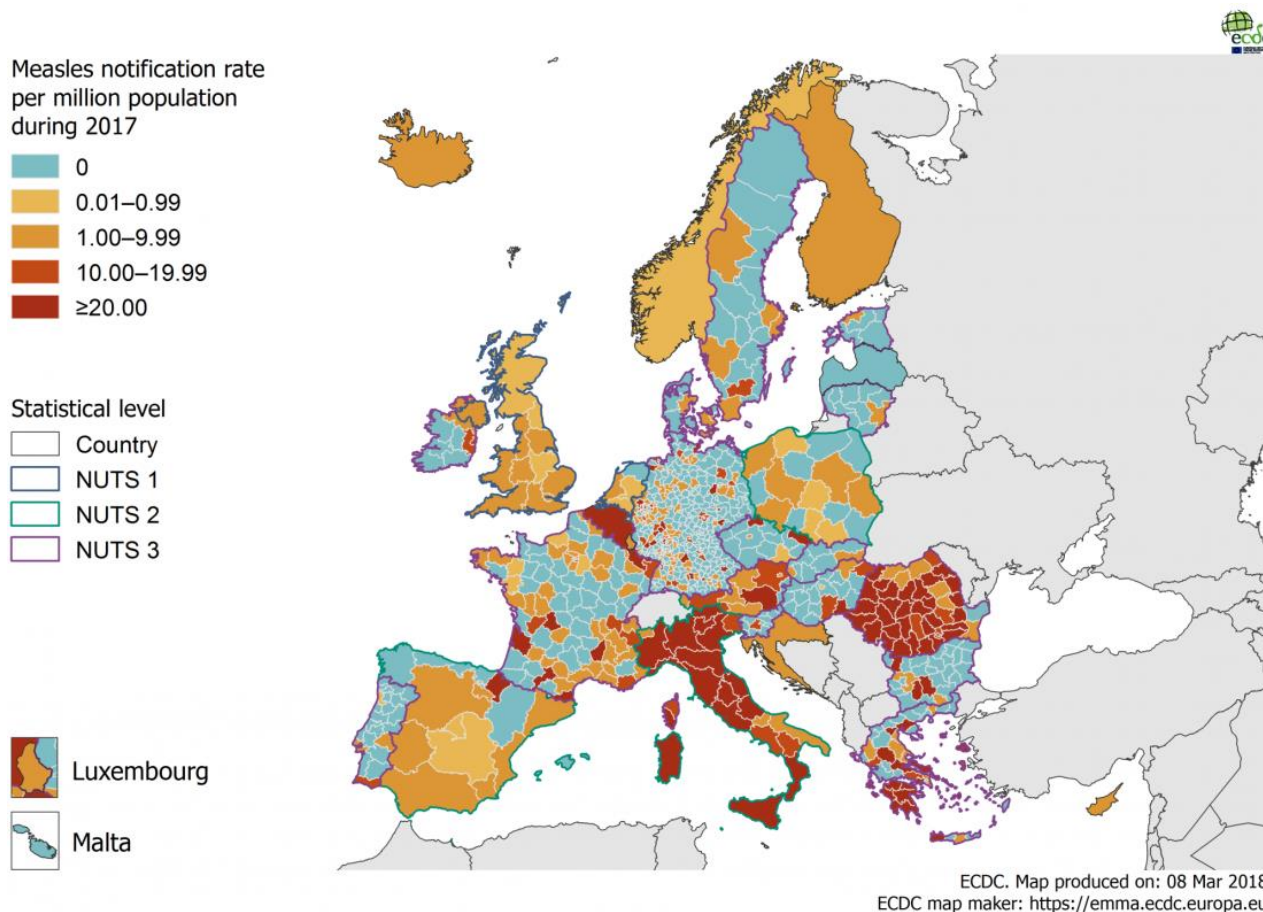 Measles notification rate
per million population
during 2017
0
0.01–0.99
1.00–9.99
10.00–19.99
≥20.00
Statistical level
Country
NUTS 1
NUTS 2
NUTS 3
Luxembourg
Malta
ECDC. Map produced on: 08 Mar 2018
ECDC map maker: https://emma.ecdc.europa.eu